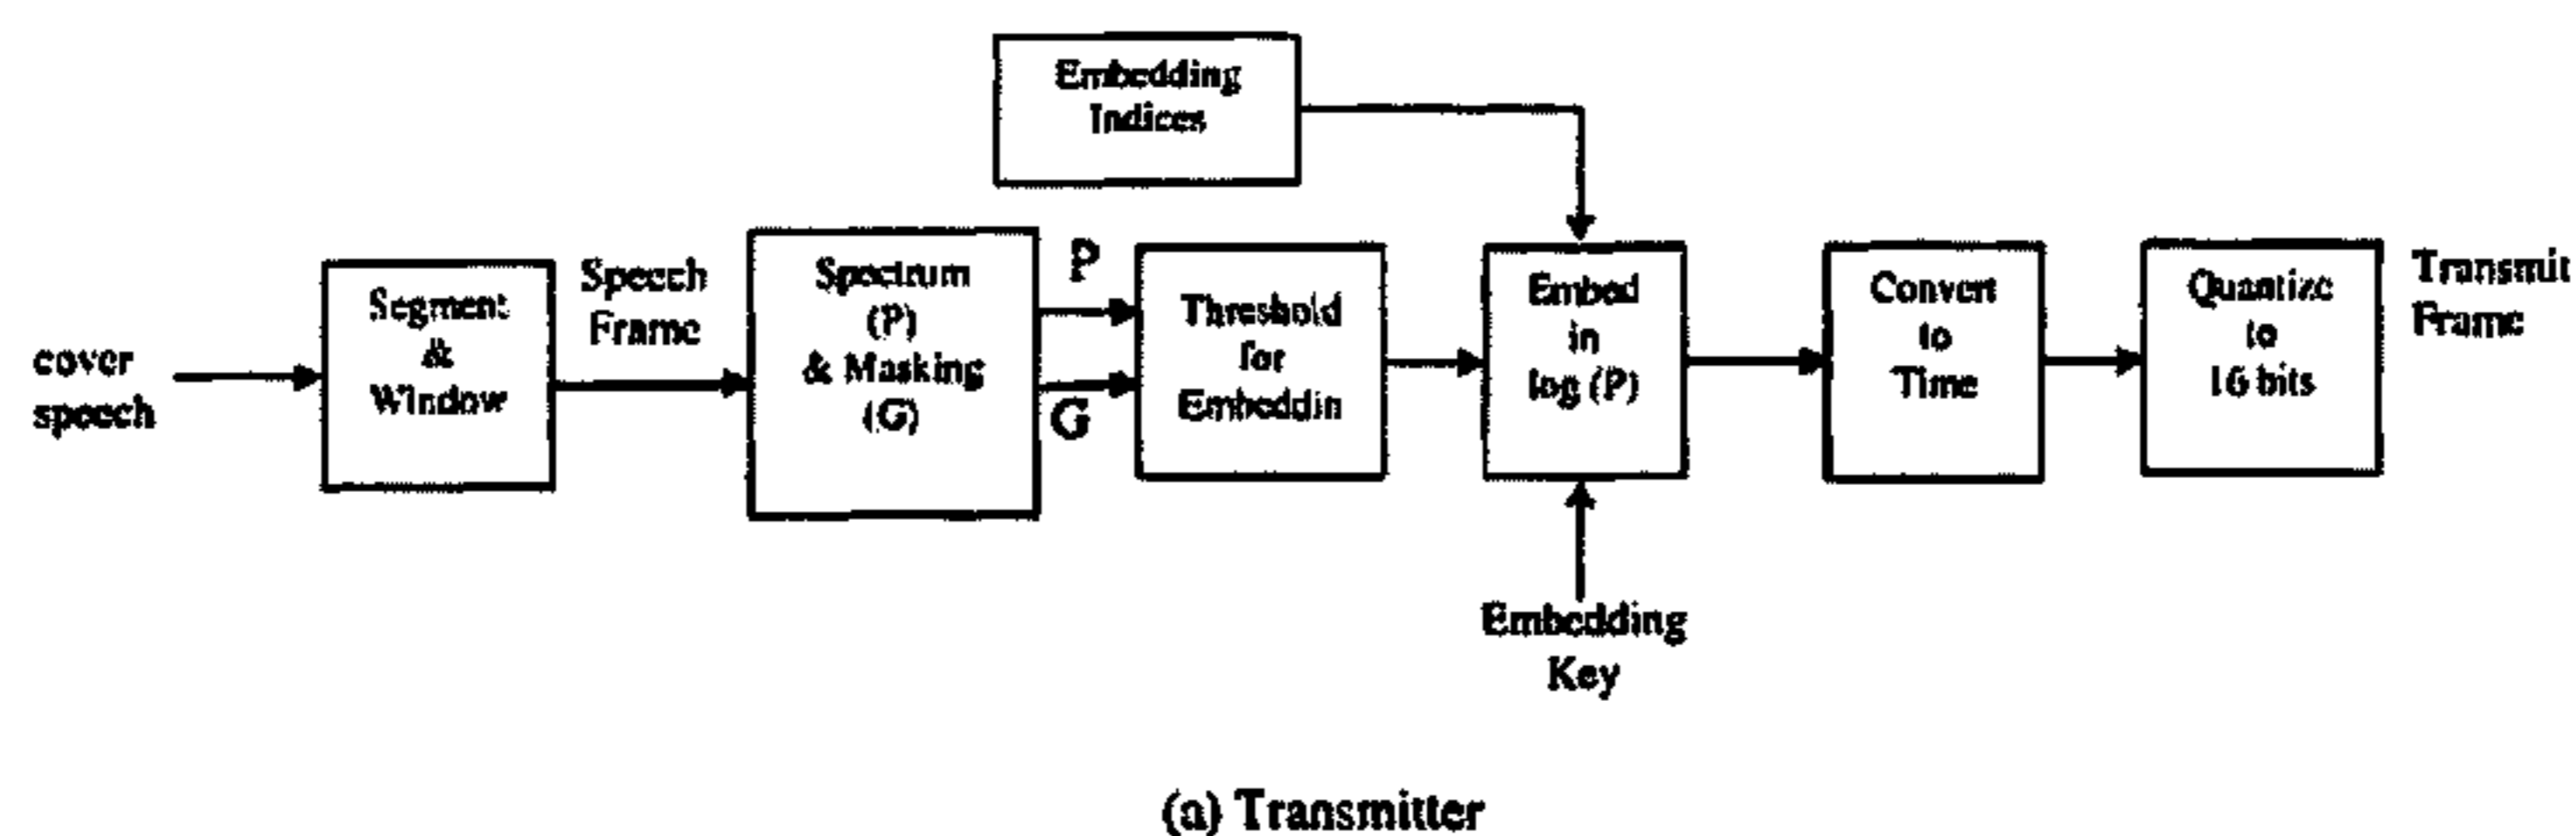 Embedding
Indices
cover
speech
Segment
&
Window
Speech
Frame
Spectrum
(P)
& Masking
(G)
P
G
Threshold
for
Embeddin
Embed
in
log (P)
Embedding
Key
Convert
to
Time
Quantize
to
16 bits
Transmit
Frame
(a) Transmitter